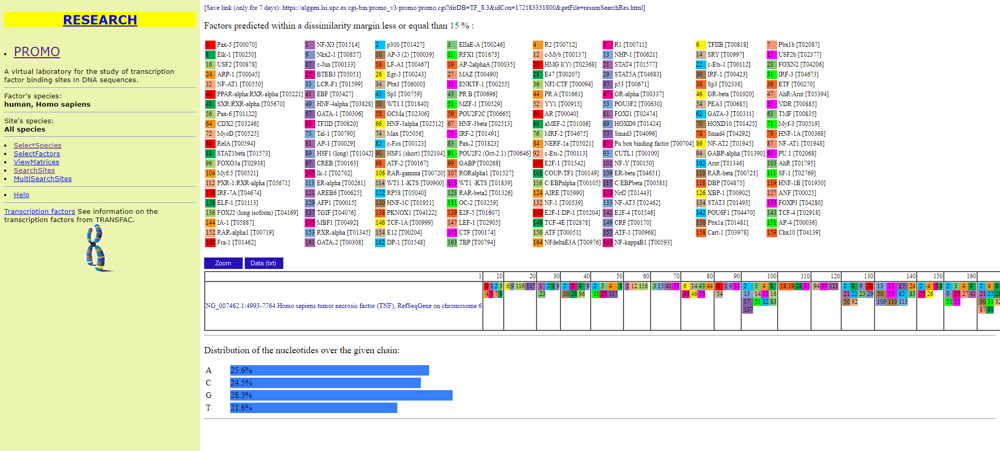 RESEARCH
PROMO
A virtual laboratory for the study of transcription
factor binding sites in DNA sequences.
Factor's species:
human, Homo sapiens
Site's species:
All species
SelectSpecies
SelectFactors
ViewMatrices
SearchSites
MultiSearchSites
Help
Transcription factors See information on the
transcription factors from TRANSFAC.
[Save link (only for 7 days): https://alggen.lsi.upc.es/cgi-bin/promo_v3/promo/promo.cgi?dirDB=TF_8.3&idCon=172183351800&getFile=resumSearchRes.html]
Factors predicted within a dissimilarity margin less or equal than 15 % :
0 Pax-5 [T00070] 1 NF-X3 [T01514] 2 p300 [T01427] 3 EIIaE-A [T00246] 4 R2 [T00712] 5 R1 [T00711] 6 TFIIB [T00818] 7 Pbx1b [T02087]
8 Elk-1 [T00250] 9 Nkx2-1 [T00857] 10 AP-3 (2) [T00039] 11 RFX1 [T01673] 12 c-Myb [T00137] 13 NHP-1 [T00621] 14 SRY [T00997] 15 USF2b [T02377]
16 USF2 [T00878] 17 c-Jun [T00133] 18 LF-A1 [T00467] 19 AP-2alphaA [T00035] 20 HMG I(Y) [T02368] 21 STAT4 [T01577] 22 c-Ets-1 [T00112] 23 FOXN2 [T04206]
24 ARP-1 [T00045] 25 BTEB3 [T05051] 26 Egr-3 [T00243] 27 MAZ [T00490] 28 E47 [T00207] 29 STAT5A [T04683] 30 IRF-1 [T00423] 31 IRF-3 [T04673]
32 NF-AT1 [T00550] 33 LCR-F1 [T01599] 34 Pbx1 [T06000] 35 ENKTF-1 [T00255] 36 NFI/CTF [T00094] 37 p53 [T00671] 38 Sp3 [T02338] 39 ETF [T00270]
40 PPAR-alpha:RXR-alpha [T05221] 41 EBF [T05427] 42 Sp1 [T00759] 43 PR B [T00696] 44 PR A [T01661] 45 GR-alpha [T00337] 46 GR-beta [T01920] 47 AhR:Arnt [T05394]
48 SXR:RXR-alpha [T05670] 49 HNF-4alpha [T03828] 50 WT1 I [T01840] 51 MZF-1 [T00529] 52 YY1 [T00915] 53 POU3F2 [T00630] 54 PEA3 [T00685] 55 VDR [T00885]
56 Pax-6 [T01122] 57 GATA-1 [T00306] 58 GCMa [T02306] 59 POU2F2C [T00665] 60 AR [T00040] 61 FOXI1 [T02474] 62 GATA-3 [T00311] 63 TMF [T00835]
64 CDX2 [T03246] 65 TFIID [T00820] 66 HNF-3alpha [T02512] 67 HNF-3beta [T02513] 68 aMEF-2 [T01006] 69 HOXD9 [T01424] 70 HOXD10 [T01425] 71 Myf-3 [T00519]
72 MyoD [T00525] 73 Tal-1 [T00790] 74 Max [T05056] 75 IRF-2 [T01491] 76 MRF-2 [T04675] 77 Smad3 [T04096] 78 Smad4 [T04292] 79 HNF-1A [T00368]
80 RelA [T00594] 81 AP-1 [T00029] 82 c-Fos [T00123] 83 Pax-2 [T01823] 84 NERF-1a [T05021] 85 Pu box binding factor [T00704] 86 NF-AT2 [T01945] 87 NF-AT1 [T01948]
88 STAT1beta [T01573] 89 HSF1 (long) [T01042] 90 HSF1 (short) [T02104] 91 POU2F2 (Oct-2.1) [T00646] 92 c-Ets-2 [T00113] 93 CUTL1 [T00100] 94 GABP-alpha [T01390] 95 PU.1 [T02068]
96 FOXO3a [T02938] 97 CREB [T00163] 98 ATF-2 [T00167] 99 GABP [T00268] 100 E2F-1 [T01542] 101 NF-Y [T00150] 102 Arnt [T01346] 103 AhR [T01795]
104 Myf-5 [T00521] 105 Ik-1 [T02702] 106 RAR-gamma [T00720] 107 RORalpha1 [T01527] 108 COUP-TF1 [T00149] 109 ER-beta [T04651] 110 RAR-beta [T00721] 111 SF-1 [T02769]
112 PXR-1:RXR-alpha [T05671] 113 ER-alpha [T00261] 114 WT1 I -KTS [T00900] 115 WT1 -KTS [T01839] 116 C/EBPalpha [T00105] 117 C/EBPbeta [T00581] 118 DBP [T04875] 119 HNF-1B [T01950]
120 IRF-7A [T04674] 121 AREB6 [T00625] 122 RP58 [T05040] 123 RAR-beta2 [T01326] 124 AIRE [T05990] 125 Nrf2 [T01443] 126 XBP-1 [T00902] 127 ANF [T00025]
128 ELF-1 [T01113] 129 AFP1 [T00015] 130 HNF-1C [T01951] 131 OC-2 [T03259] 132 NF-1 [T00539] 133 NF-AT3 [T02462] 134 STAT3 [T01493] 135 FOXP3 [T04280]
136 FOXJ2 (long isoform) [T04169] 137 TGIF [T04076] 138 PKNOX1 [T04122] 139 E2F-5 [T01607] 140 E2F-1:DP-1 [T05204] 141 E2F-4 [T01546] 142 POU6F1 [T04470] 143 TCF-4 [T02918]
144 IA-1 [T05887] 145 MBF1 [T00492] 146 TCF-1A [T00999] 147 LEF-1 [T02905] 148 TCF-4E [T02878] 149 CRF [T00170] 150 Pbx1a [T01481] 151 AP-4 [T00036]
152 RAR-alpha1 [T00719] 153 RXR-alpha [T01345] 154 E12 [T00204] 155 CTF [T00174] 156 ATF [T00051] 157 ATF-1 [T00968] 158 Cart-1 [T03978] 159 Chx10 [T04139]
160 Fra-1 [T01462] 161 GATA-2 [T00308] 162 DP-1 [T01548] 163 TBP [T00794] 164 NFdeltaE3A [T00976] 165 NF-kappaB1 [T00593]
Zoom Data (txt)
1 10 20 30 40 50 60 70 80 90 100 110 120 130 140 150 160
0 1 2 3 6 9 116 117 1 2 8 9 2 5 8 9 2 3 4 8 1 12 116 3 13 41 55 6 14 43 44 0 1 9 35 2 3 4 8 18 19 28 35 94 95 121 2 8 9 20 13 15 17 24 2 4 5 8 2 3 4 8 2 4 8
4 5 7 8 23 10 28 96 11 25 117 45 46 55 54 13 14 15 16 21 22 23 29 50 55 82 83 25 26 9 25 27 41 21 22 28
17 51 82 83 50 92 109 110 113 51 55 30 31 32
137 87 88
NG_007462.1:4993-7764 Homo sapiens tumor necrosis factor (TNF), RefSeqGene on chromosome 6
Distribution of the nucleotides over the given chain:
A 25.6%
C 24.5%
G 28.3%
T 21.6%